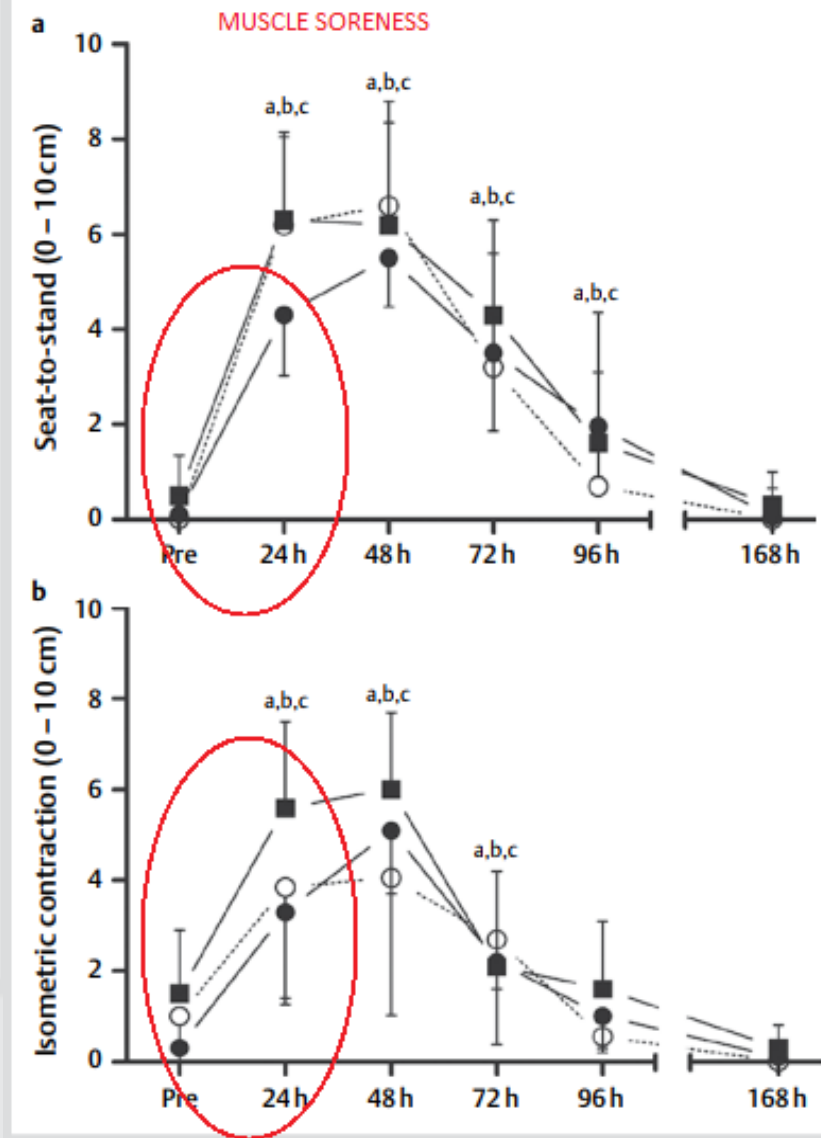 a
MUSCLE SORENESS
Seat-to-stand (0 – 10 cm)
10
8
6
4
2
0
a,b,c
a,b,c
a,b,c
a,b,c
Pre
24 h
48 h
72 h
96 h
168 h
b
Isometric contraction (0 – 10 cm)
10
8
6
4
2
0
a,b,c
a,b,c
a,b,c
Pre
24 h
48 h
72 h
96 h
168 h